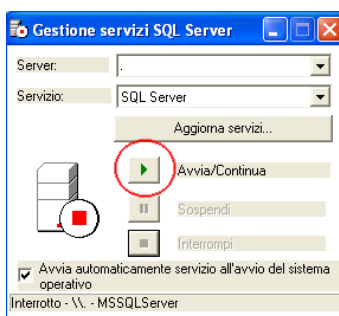 Gestione servizi SQL Server
Server: .
Servizio: SQL Server
Aggiorna servizi...
Avvia/Continua
Sospendi
Interrompi
Avvia automaticamente servizio all'avvio del sistema
operativo
Interrotto - \\. - MSSQLServer